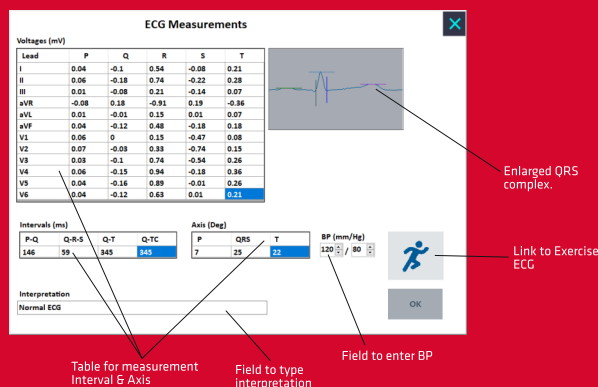 ECG Measurements
Voltages (mV)
Lead P Q R S T
I 0.04 -0.1 0.54 -0.08 0.21
II 0.06 -0.18 0.74 -0.22 0.28
III 0.01 -0.08 0.21 -0.14 0.07
aVR -0.08 0.18 -0.91 0.19 -0.36
aVL 0.01 -0.01 0.15 0.01 0.07
aVF 0.04 -0.12 0.48 -0.18 0.18
V1 0.06 0 0.15 -0.47 0.08
V2 0.07 -0.03 0.33 -0.74 0.15
V3 0.03 -0.1 0.74 -0.54 0.26
V4 0.06 -0.15 0.94 -0.18 0.36
V5 0.04 -0.16 0.89 -0.01 0.26
V6 0.04 -0.12 0.63 0.01 0.21
Enlarged QRS
complex.
Intervals (ms)
P-Q Q-R-S Q-T Q-TC
146 59 345 345
Axis (Deg)
P QRS T
7 25 22
BP (mm/Hg)
120 / 80
Link to Exercise
ECG
Interpretation
Normal ECG
OK
Table for measurement
Interval & Axis
Field to type
interpretation
Field to enter BP